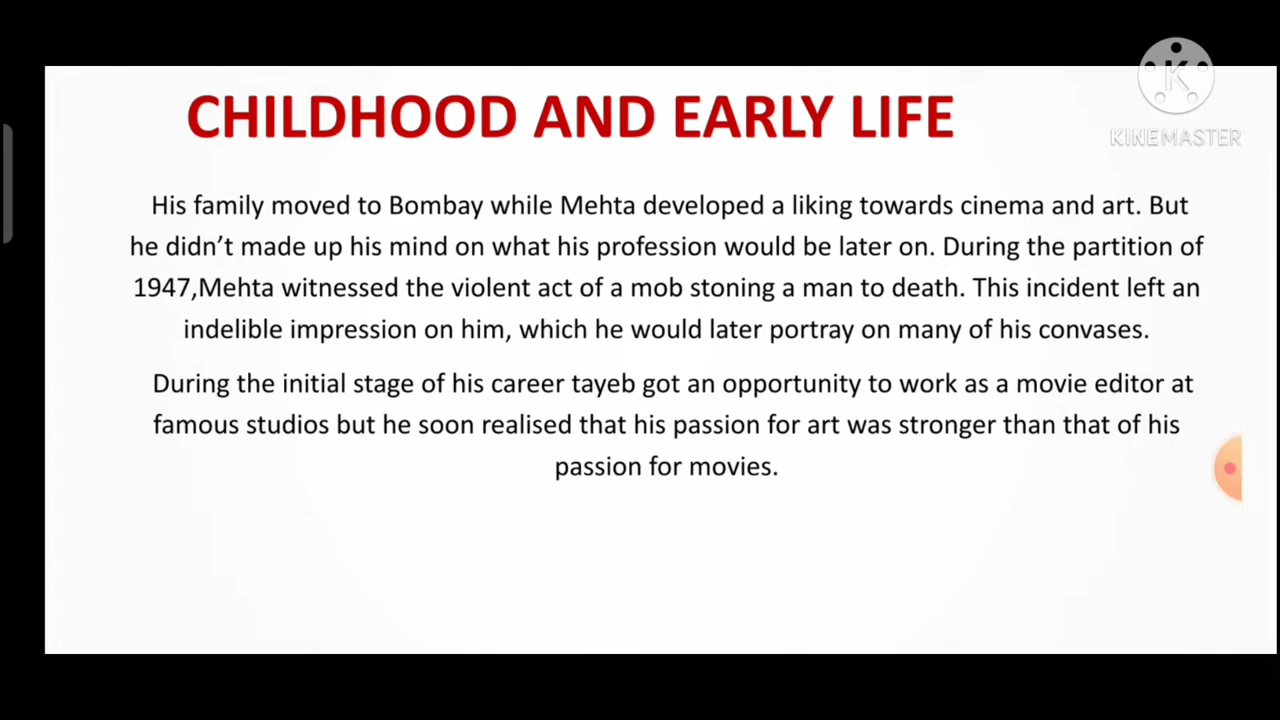 CHILDHOOD AND EARLY LIFE
K
KINEMASTER
His family moved to Bombay while Mehta developed a liking towards cinema and art. But
he didn’t made up his mind on what his profession would be later on. During the partition of
1947,Mehta witnessed the violent act of a mob stoning a man to death. This incident left an
indelible impression on him, which he would later portray on many of his convases.
During the initial stage of his career tayeb got an opportunity to work as a movie editor at
famous studios but he soon realised that his passion for art was stronger than that of his
passion for movies.